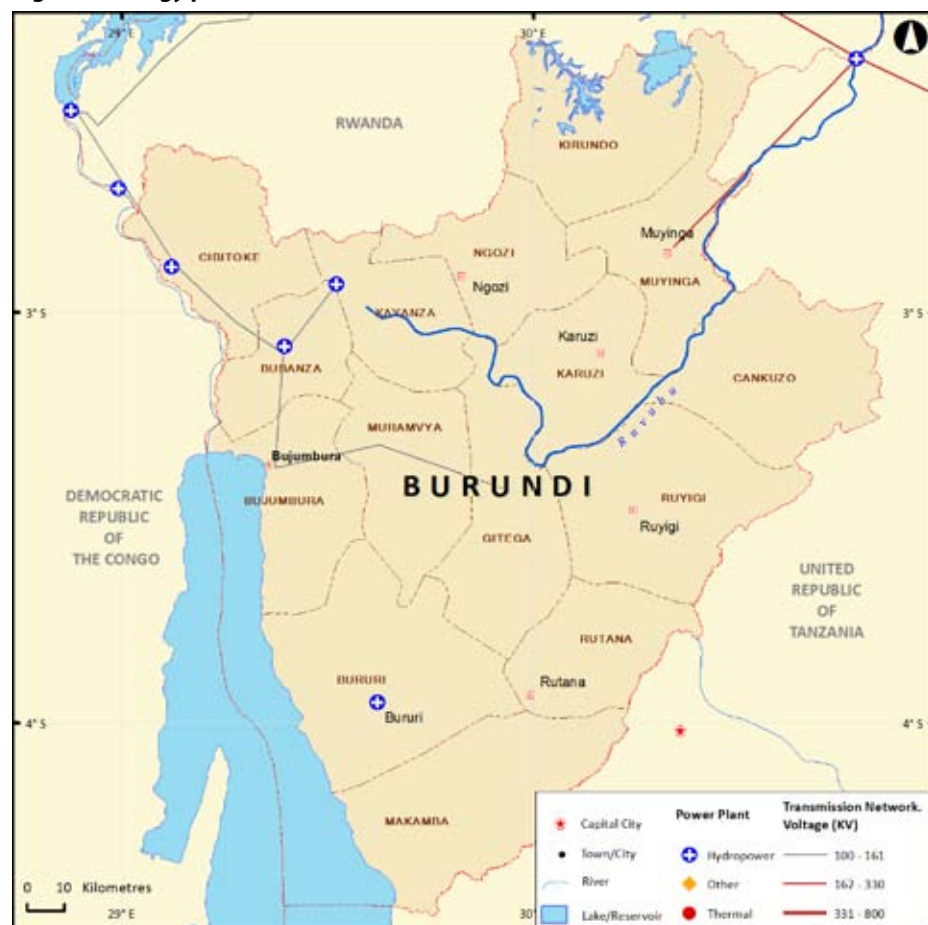 29° E
30° E
RWANDA
KIRUNDO
Muyinga
NGOZI
CIBITOKE
MUYINGA
Ngozi
3° S
3° S
KAYANZA
Karuzi
BUBANZA
KARUZI
CANKUZO
MURAMVYA
Ruvubu
Bujumbura
BURUNDI
DEMOCRATIC
REPUBLIC
OF
THE CONGO
BUJUMBURA
RUYIGI
Ruyigi
GITEGA
UNITED
REPUBLIC
OF
TANZANIA
RUTANA
BURURI
Rutana
Bururi
4° S
4° S
MAKAMBA
0 10 Kilometres
29° E
30°
Capital City
Town/City
River
Lake/Reservoir
Power Plant
Hydropower
Other
Thermal
Transmission Network.
Voltage (KV)
100 - 161
162 - 330
331 - 800